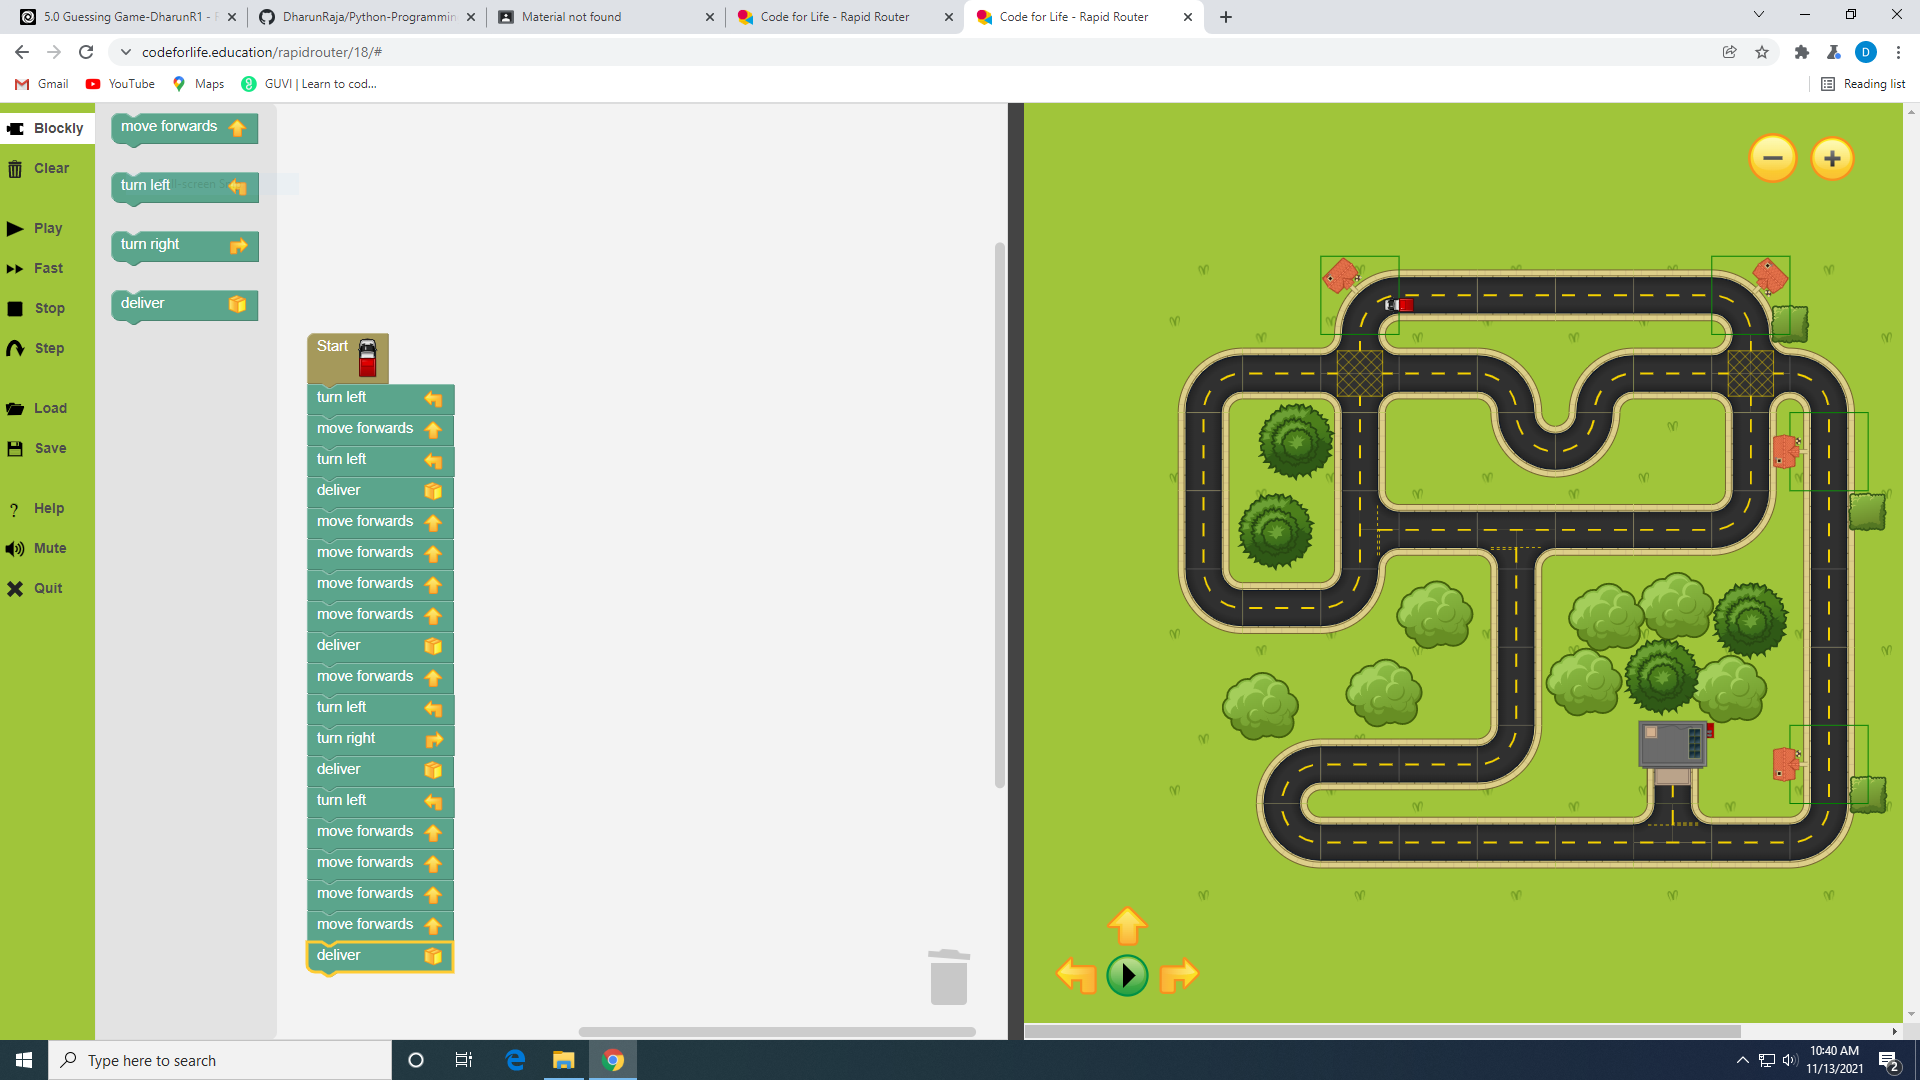 5.0 Guessing Game-DharunR1 - R
DharunRaja/Python-Programmin
Material not found
Code for Life - Rapid Router
Code for Life - Rapid Router
codeforlife.education/rapidrouter/18/#
D
Gmail
YouTube
Maps
GUVI | Learn to cod...
Reading list
Blockly
Clear
Play
Fast
Stop
Step
Load
Save
Help
Mute
Quit
move forwards
turn left
turn right
deliver
Start
turn left
move forwards
turn left
deliver
move forwards
move forwards
move forwards
move forwards
deliver
move forwards
turn left
turn right
deliver
turn left
move forwards
move forwards
move forwards
move forwards
deliver
Type here to search
10:40 AM
11/13/2021
2